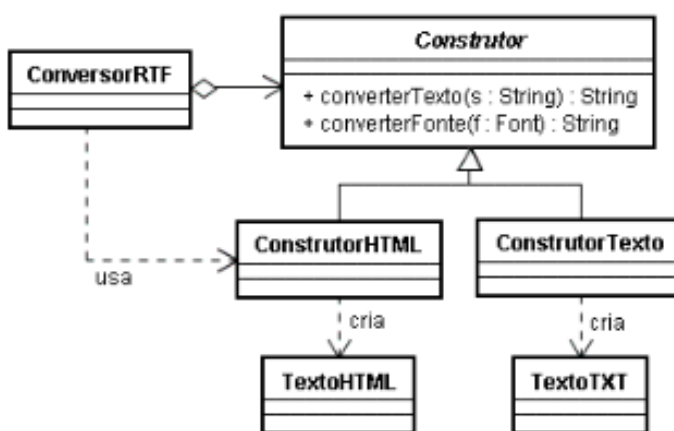 Construtor
ConversorRTF
+ converterTexto(s : String) : String
+ converterFonte(f : Font) : String
ConstrutorHTML
ConstrutorTexto
usa
cria
cria
TextoHTML
TextoTXT